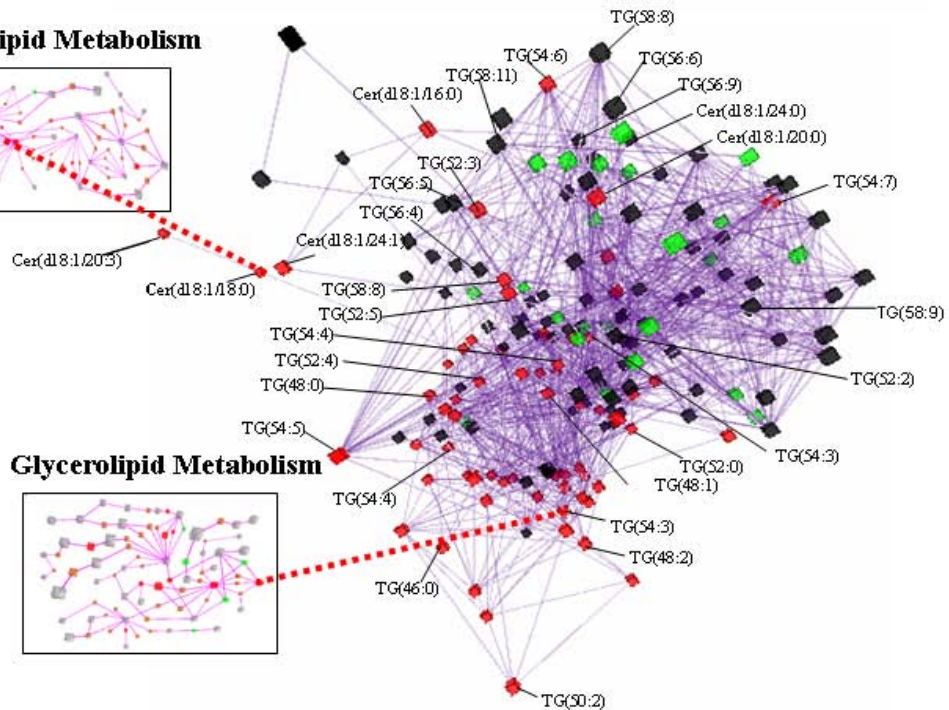 TG(58:8)
ipid Metabolism
TG(54:6)
TG(56:6)
TG(58:11)
TG(56:9)
Cer(d18:1/16:0)
Cer(d18:1/24:0)
Cer(d18:1/20:0)
TG(52:3)
TG(56:5)
TG(54:7)
TG(56:4)
Cer(d18:1/24:1)
Cer(d18:1/20:3)
Cer(d18:1/18:0)
TG(58:8)
TG(52:5)
TG(58:9)
TG(54:4)
TG(52:4)
TG(52:2)
TG(48:0)
TG(54:5)
TG(54:3)
Glycerolipid Metabolism
TG(52:0)
TG(48:1)
TG(54:4)
TG(54:3)
TG(48:2)
TG(46:0)
TG(50:2)